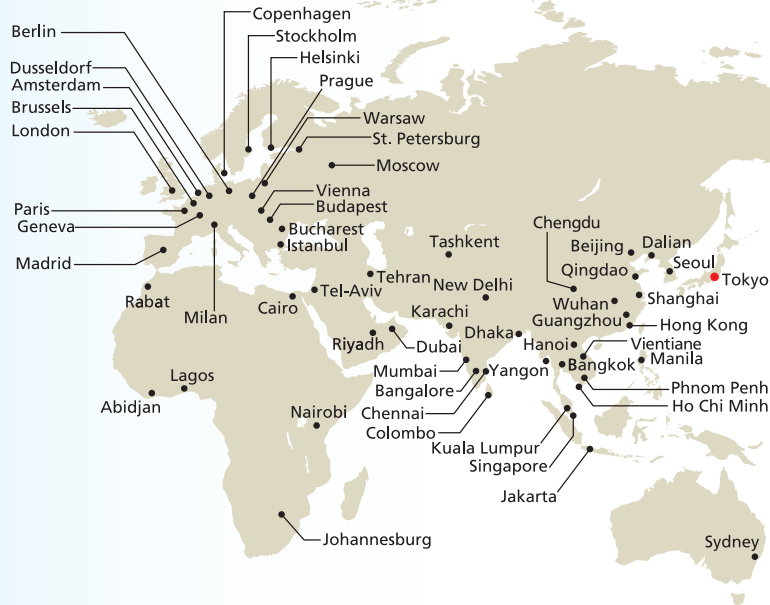 Copenhagen
Berlin
Stockholm
Helsinki
Dusseldorf
Prague
Amsterdam
Brussels
Warsaw
London
St. Petersburg
Moscow
Vienna
Paris
Budapest
Geneva
Bucharest
Istanbul
Madrid
Chengdu
Tashkent
Beijing
Dalian
Seoul
Qingdao
Tokyo
Tehran
New Delhi
Tel-Aviv
Rabat
Milan
Cairo
Karachi
Wuhan
Shanghai
Guangzhou
Hong Kong
Riyadh
Dubai
Dhaka
Hanoi
Vientiane
Manila
Mumbai
Yangon
Bangkok
Bangalore
Phnom Penh
Lagos
Abidjan
Nairobi
Chennai
Ho Chi Minh
Colombo
Kuala Lumpur
Singapore
Jakarta
Johannesburg
Sydney